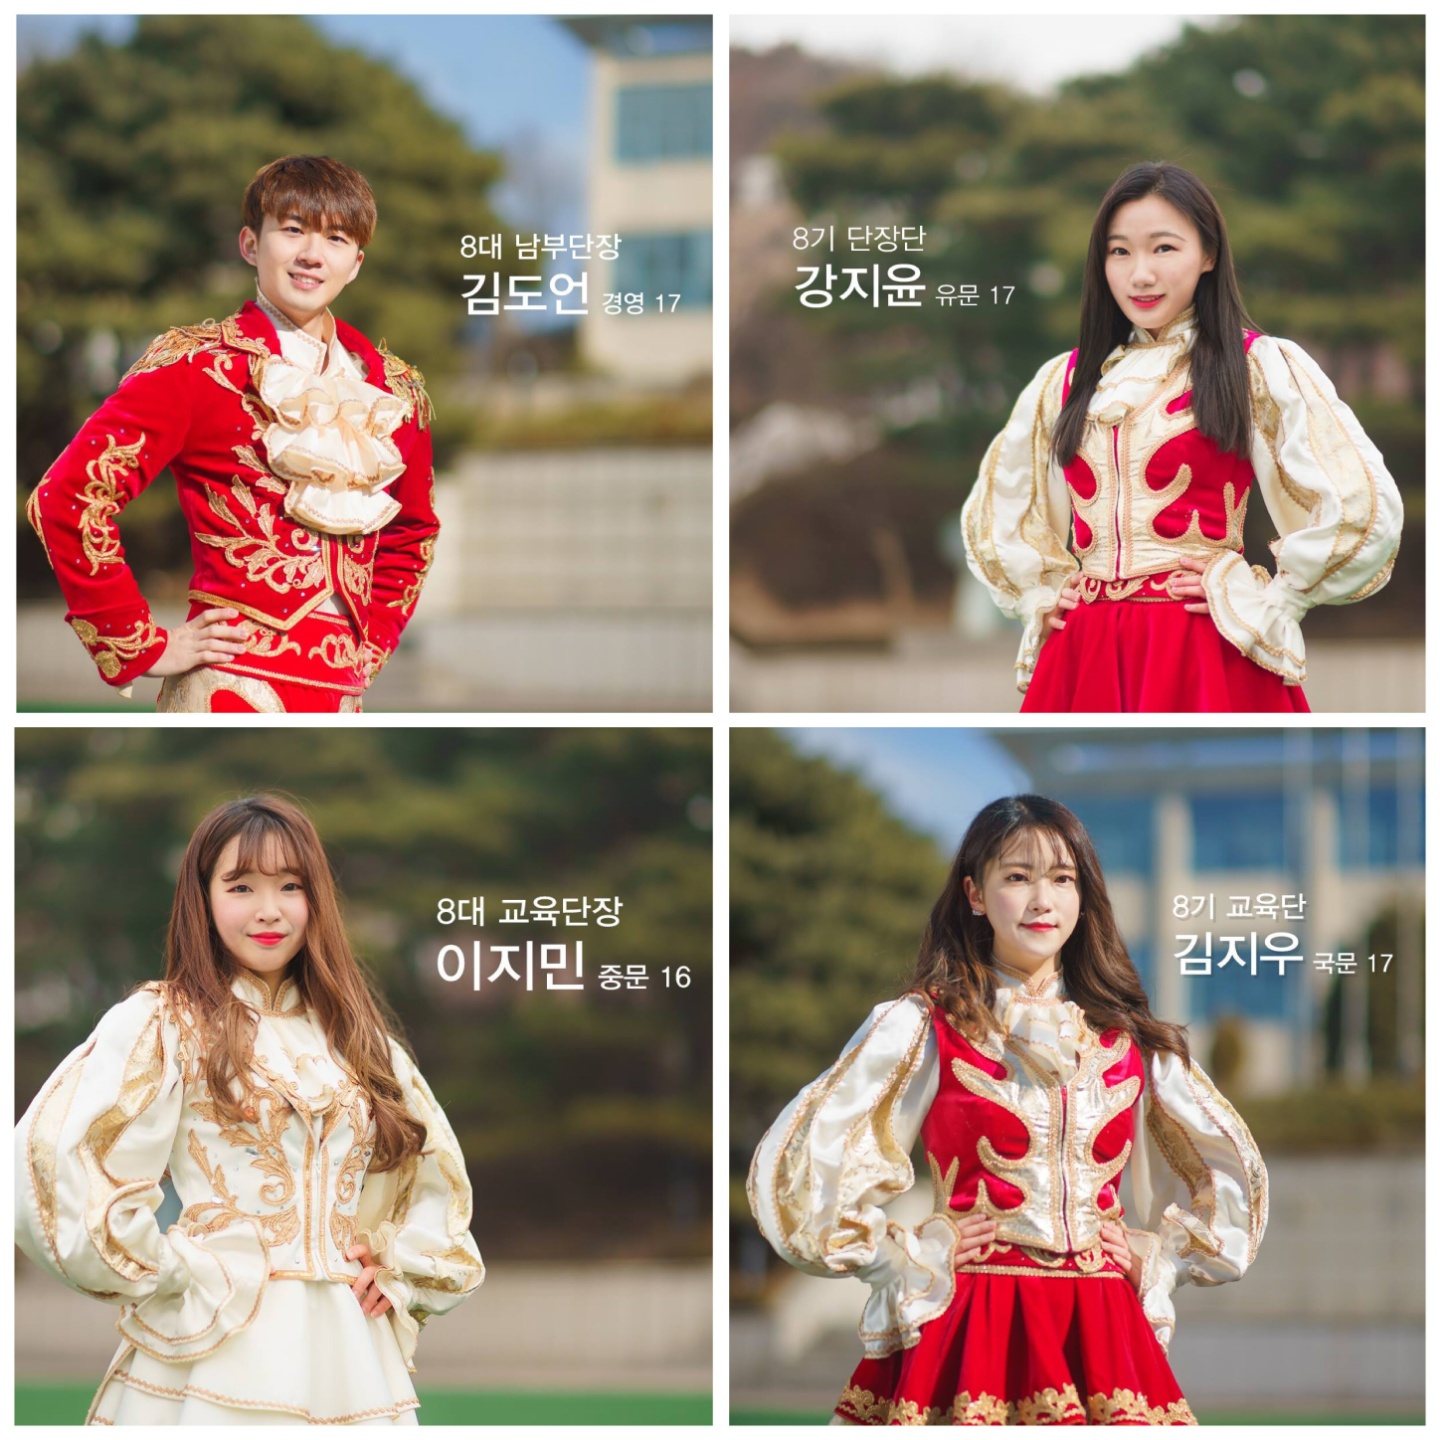 8대 남부단장
김도언 경영 17
8기 단장단
강지윤 유문 17
8대 교육단장
이지민 중문 16
8기 교육단
김지우 국문 17